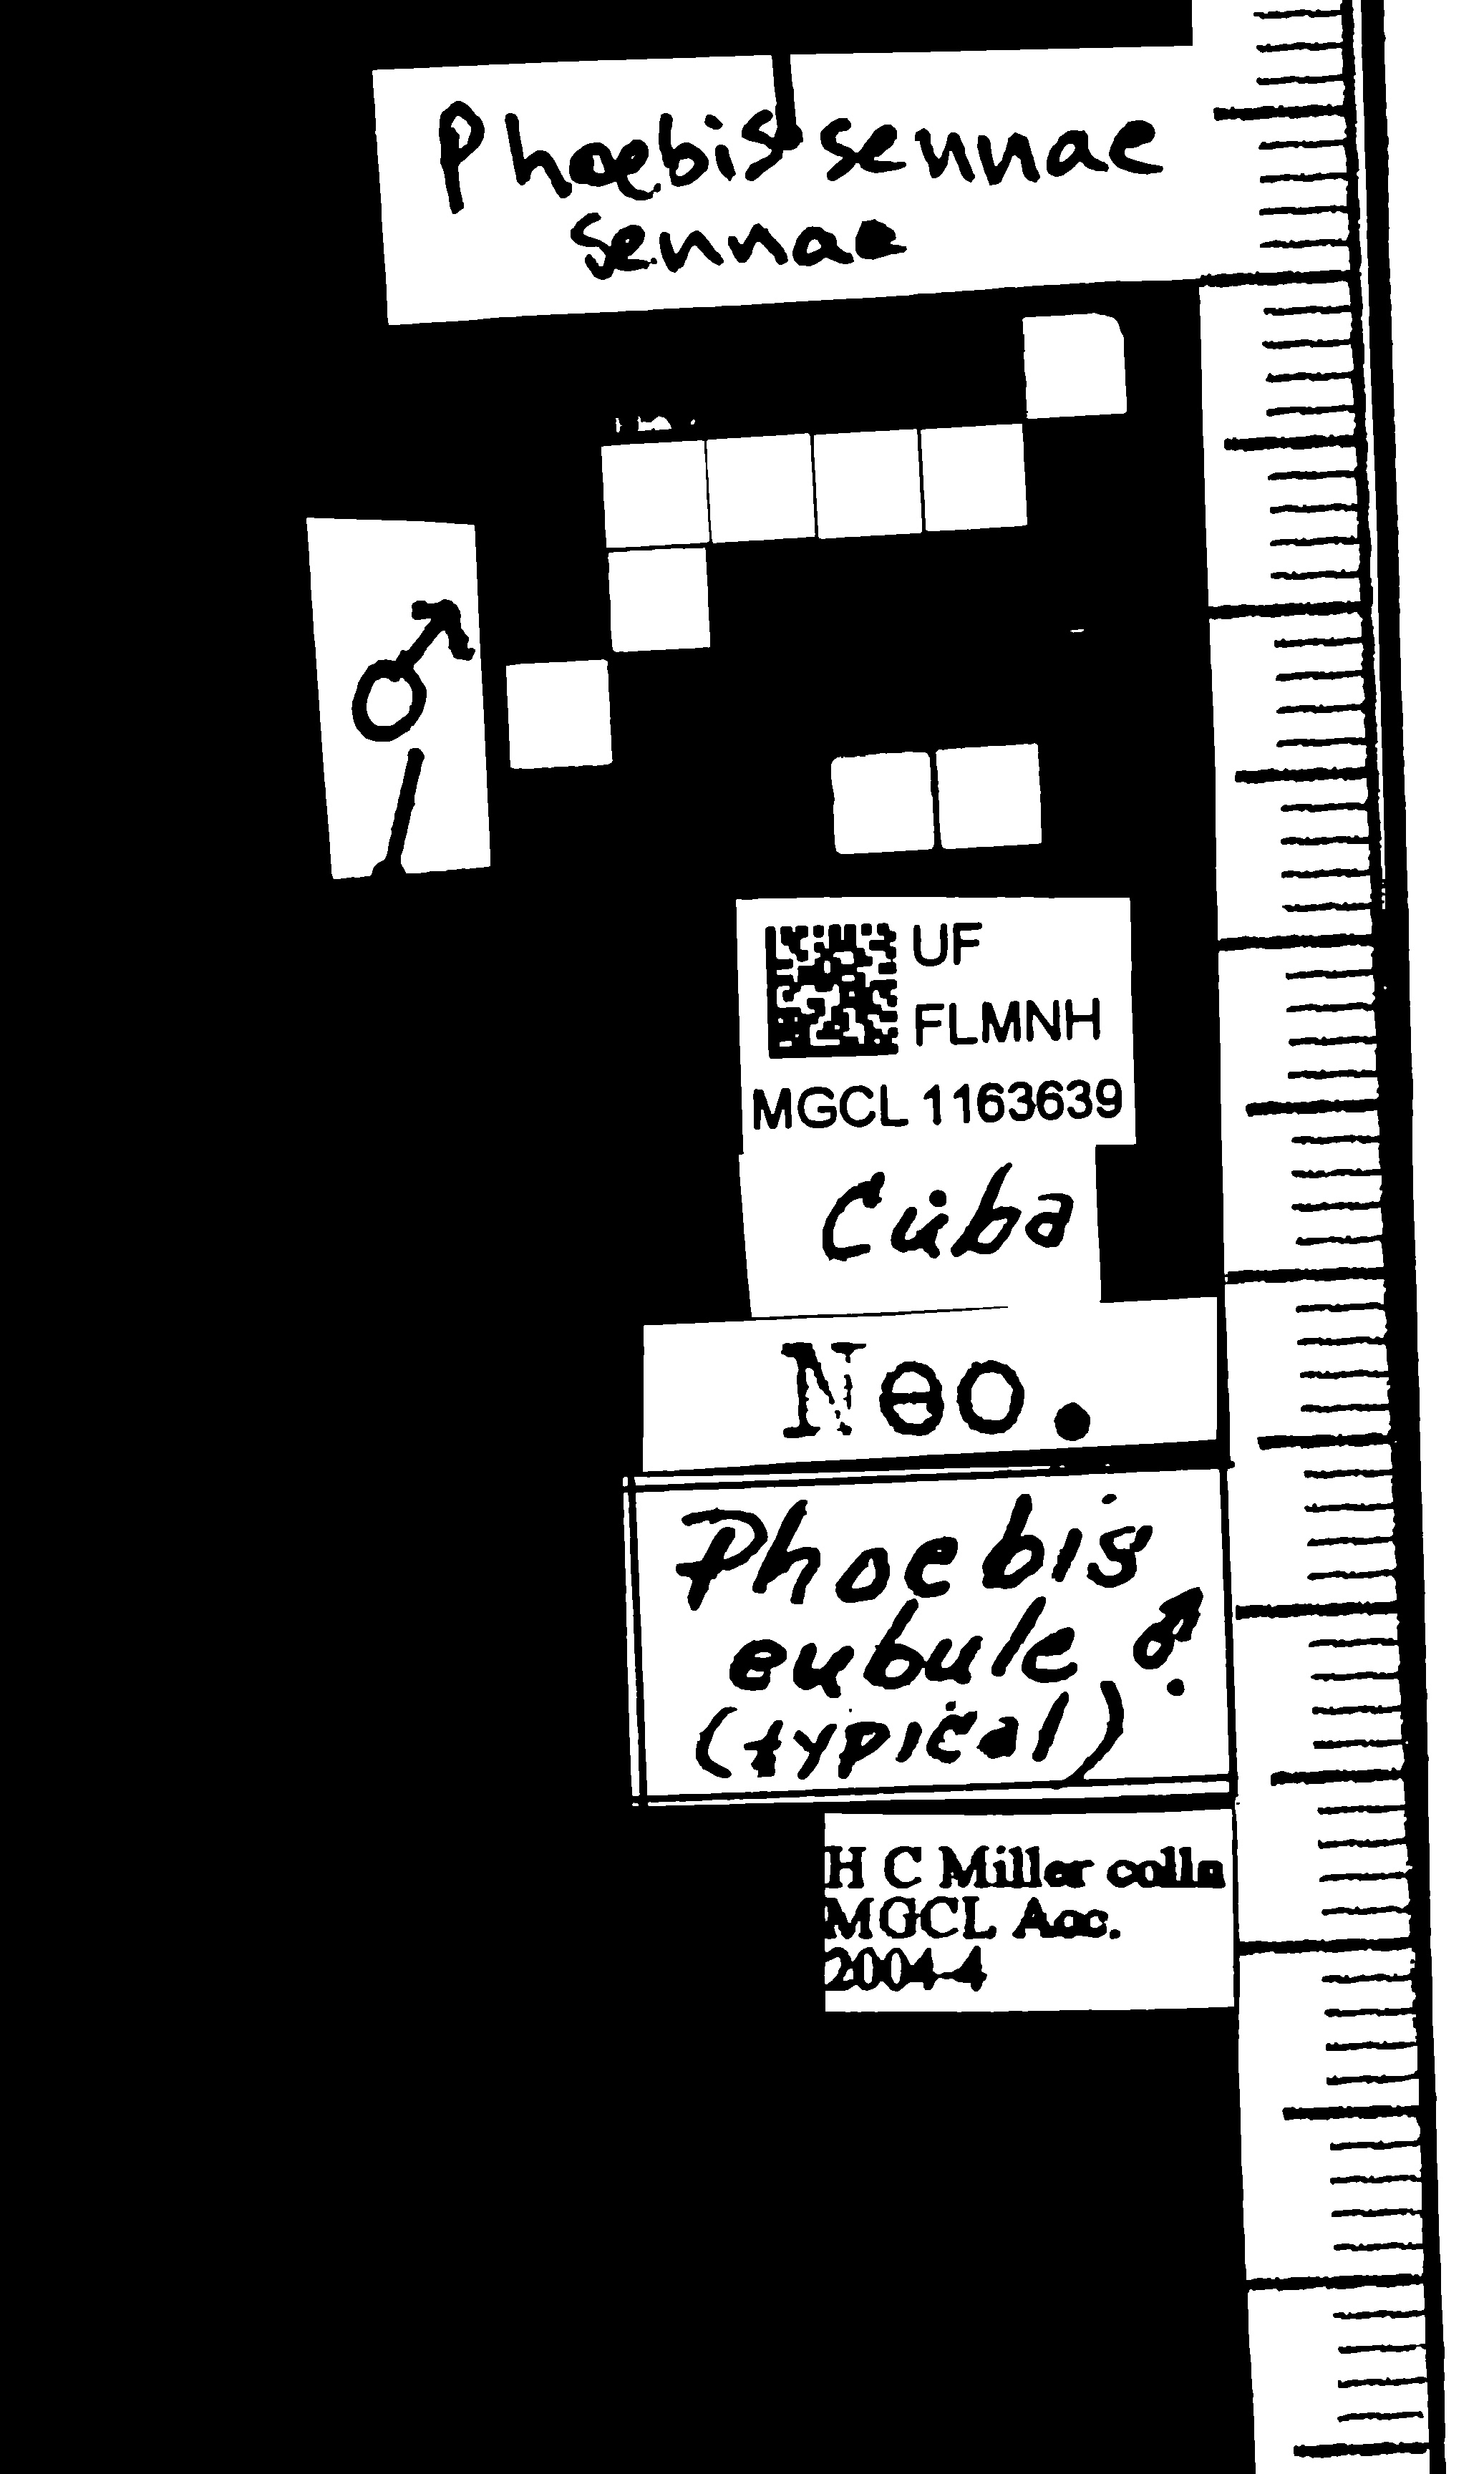 Phoebis sennae
sennae
♂
UF
FLMNH
MGCL 1163639
Cuba
Neo.
Phoebis
eubule ♂.
(typical)
H C Miller colln
MGCL Acc.
2004-4